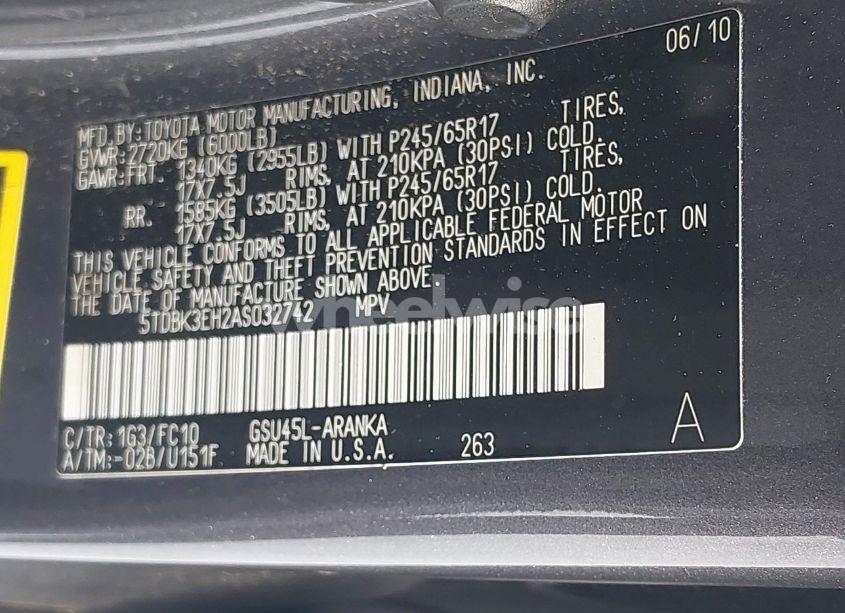 06/10
MFD. BY: TOYOTA MOTOR MANUFACTURING, INDIANA, INC.
GVWR: 2720KG (6000LB)
GAWR: FRT. 1340KG (2955LB) WITH P245/65R17 TIRES,
17X7.5J RIMS, AT 210KPA (30PSI) COLD.
RR. 1585KG (3505LB) WITH P245/65R17 TIRES,
17X7.5J RIMS, AT 210KPA (30PSI) COLD.
THIS VEHICLE CONFORMS TO ALL APPLICABLE FEDERAL MOTOR
VEHICLE SAFETY AND THEFT PREVENTION STANDARDS IN EFFECT ON
THE DATE OF MANUFACTURE SHOWN ABOVE.
5TDBK3EH2AS032742 MPV
wheelwise
C/TR: 1G3/FC10 GSU45L-ARANKA
A/TM: -02B/U151F MADE IN U.S.A. 263
A